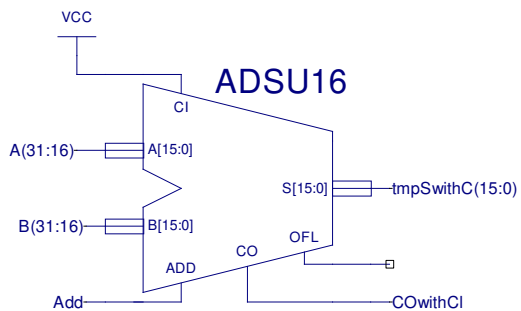 VCC
ADSU16
CI
A(31:16) A[15:0]
S[15:0] tmpSwithC(15:0)
B(31:16) B[15:0]
OFL
CO
ADD
Add COwithCI